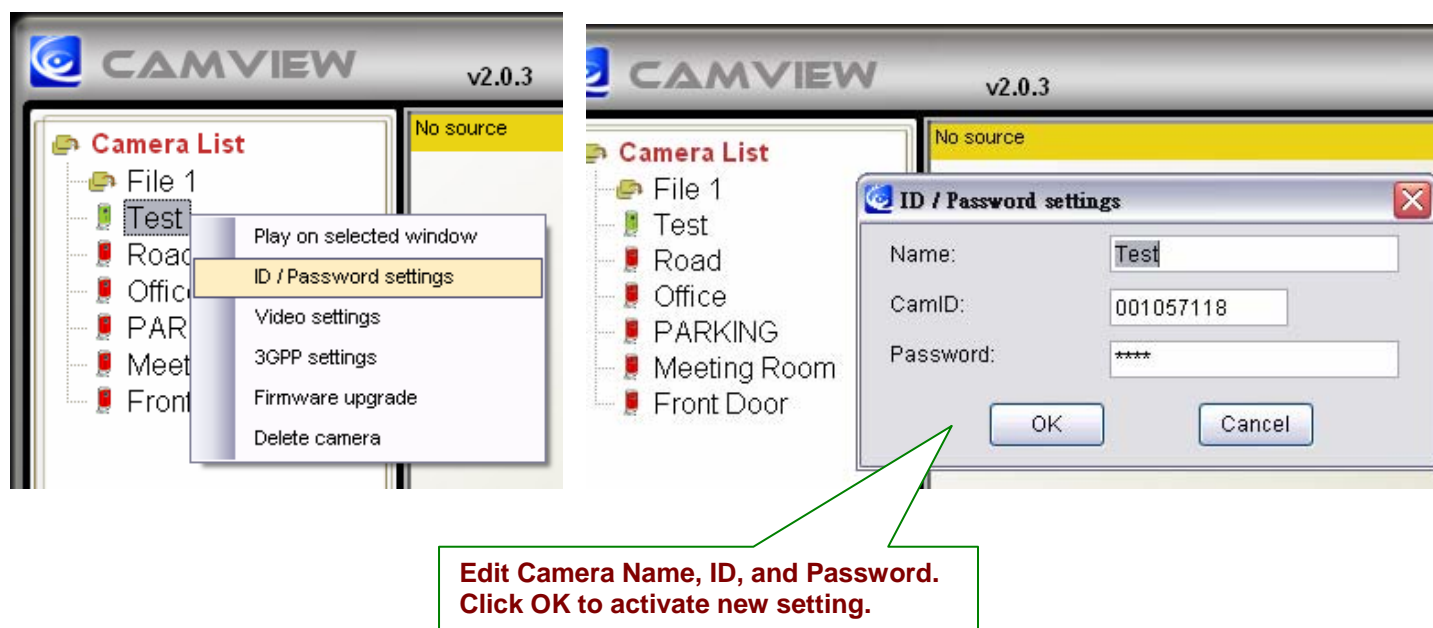 CAMVIEW
v2.0.3
No source
Camera List
File 1
Test
Road
Offic
PAR
Meet
Front
Play on selected window
ID / Password settings
Video settings
3GPP settings
Firmware upgrade
Delete camera
CAMVIEW
v2.0.3
No source
Camera List
File 1
Test
Road
Office
PARKING
Meeting Room
Front Door
ID / Password settings
Name: Test
CamID: 001057118
Password: ****
OK Cancel
Edit Camera Name, ID, and Password.
Click OK to activate new setting.